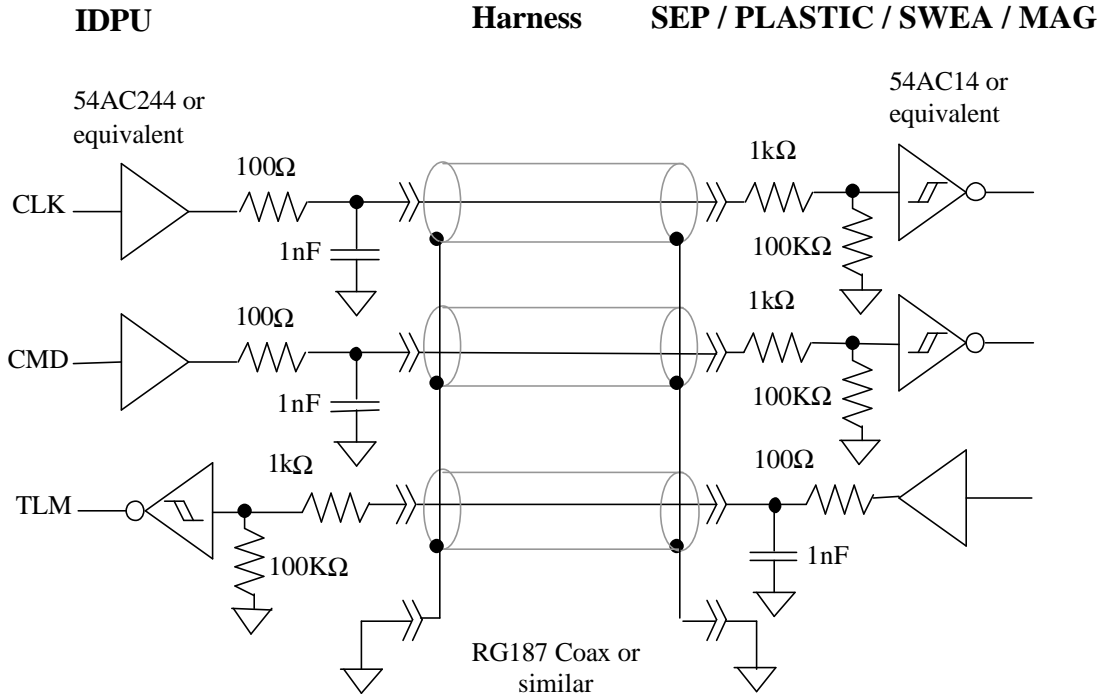 IDPU
Harness
SEP / PLASTIC / SWEA / MAG
54AC244 or
equivalent
54AC14 or
equivalent
100Ω
1kΩ
CLK
1nF
100KΩ
100Ω
1kΩ
CMD
1nF
100KΩ
1kΩ
100Ω
TLM
100KΩ
1nF
RG187 Coax or
similar